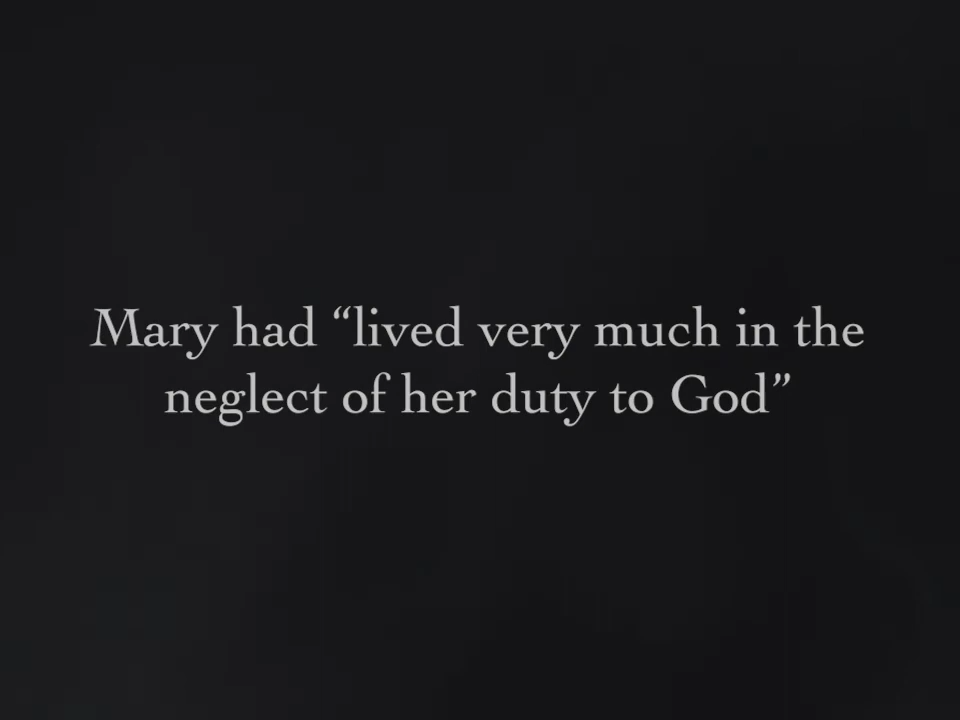 Mary had “lived very much in the
neglect of her duty to God”